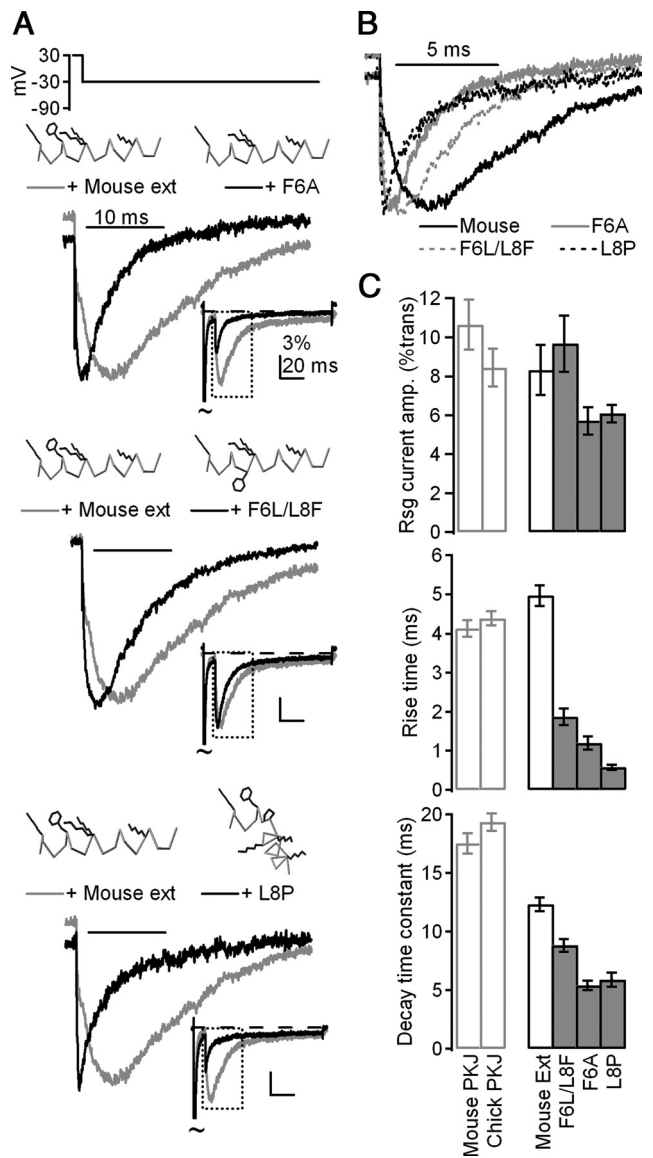 A
30
-30
-90
mV
+ Mouse ext
+ F6A
10 ms
3%
20 ms
~
+ Mouse ext
+ F6L/L8F
~
+ Mouse ext
+ L8P
~
B
5 ms
Mouse
F6A
F6L/L8F
L8P
C
12
10
8
6
4
2
0
Rsg current amp. (%trans)
6
5
4
3
2
1
0
Rise time (ms)
20
15
10
5
0
Decay time constant (ms)
Mouse PKJ
Chick PKJ
Mouse Ext
F6L/L8F
F6A
L8P